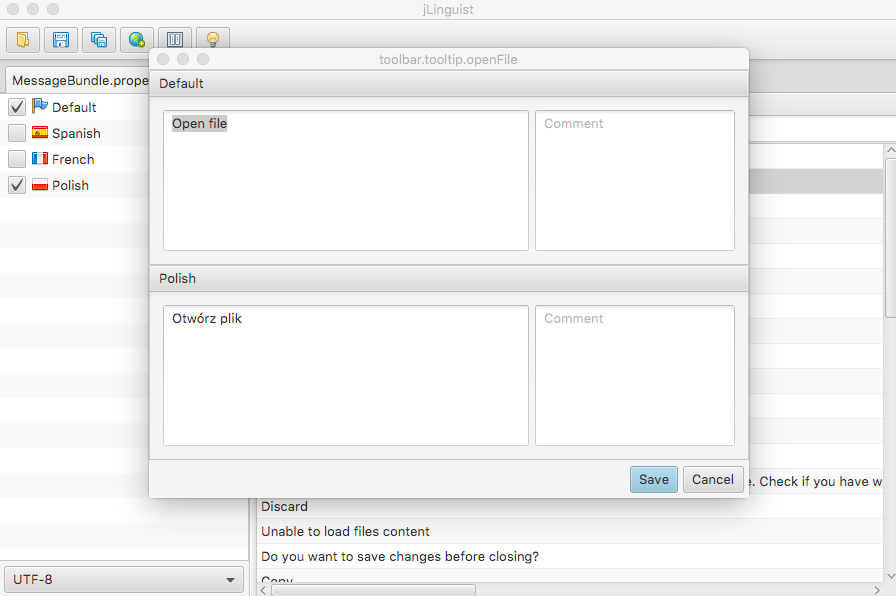 jLinguist
toolbar.tooltip.openFile
MessageBundle.prope
Default
Default
Spanish
French
Polish
Open file
Comment
Polish
Otwórz plik
Comment
Save
Cancel
. Check if you have w
Discard
Unable to load files content
Do you want to save changes before closing?
Copy
UTF-8